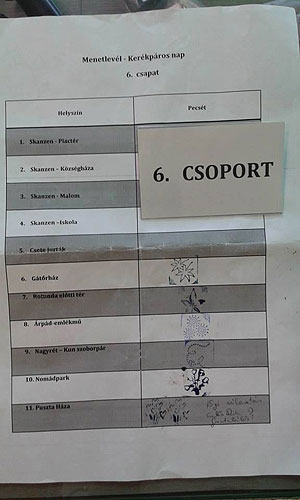 Menetlevél - Kerékpáros nap
6. csapat
Helyszín Pecsét
1. Skanzen - Piactér
2. Skanzen – Községháza
3. Skanzen - Malom
4. Skanzen –Iskola
5. Csete jurták
6. Gátőrház
7. Rotunda előtti tér
8. Árpád-emlékmű
9. Nagyrét – Kun szoborpár
10. Nomádpark
11. Puszta Háza
6. CSOPORT